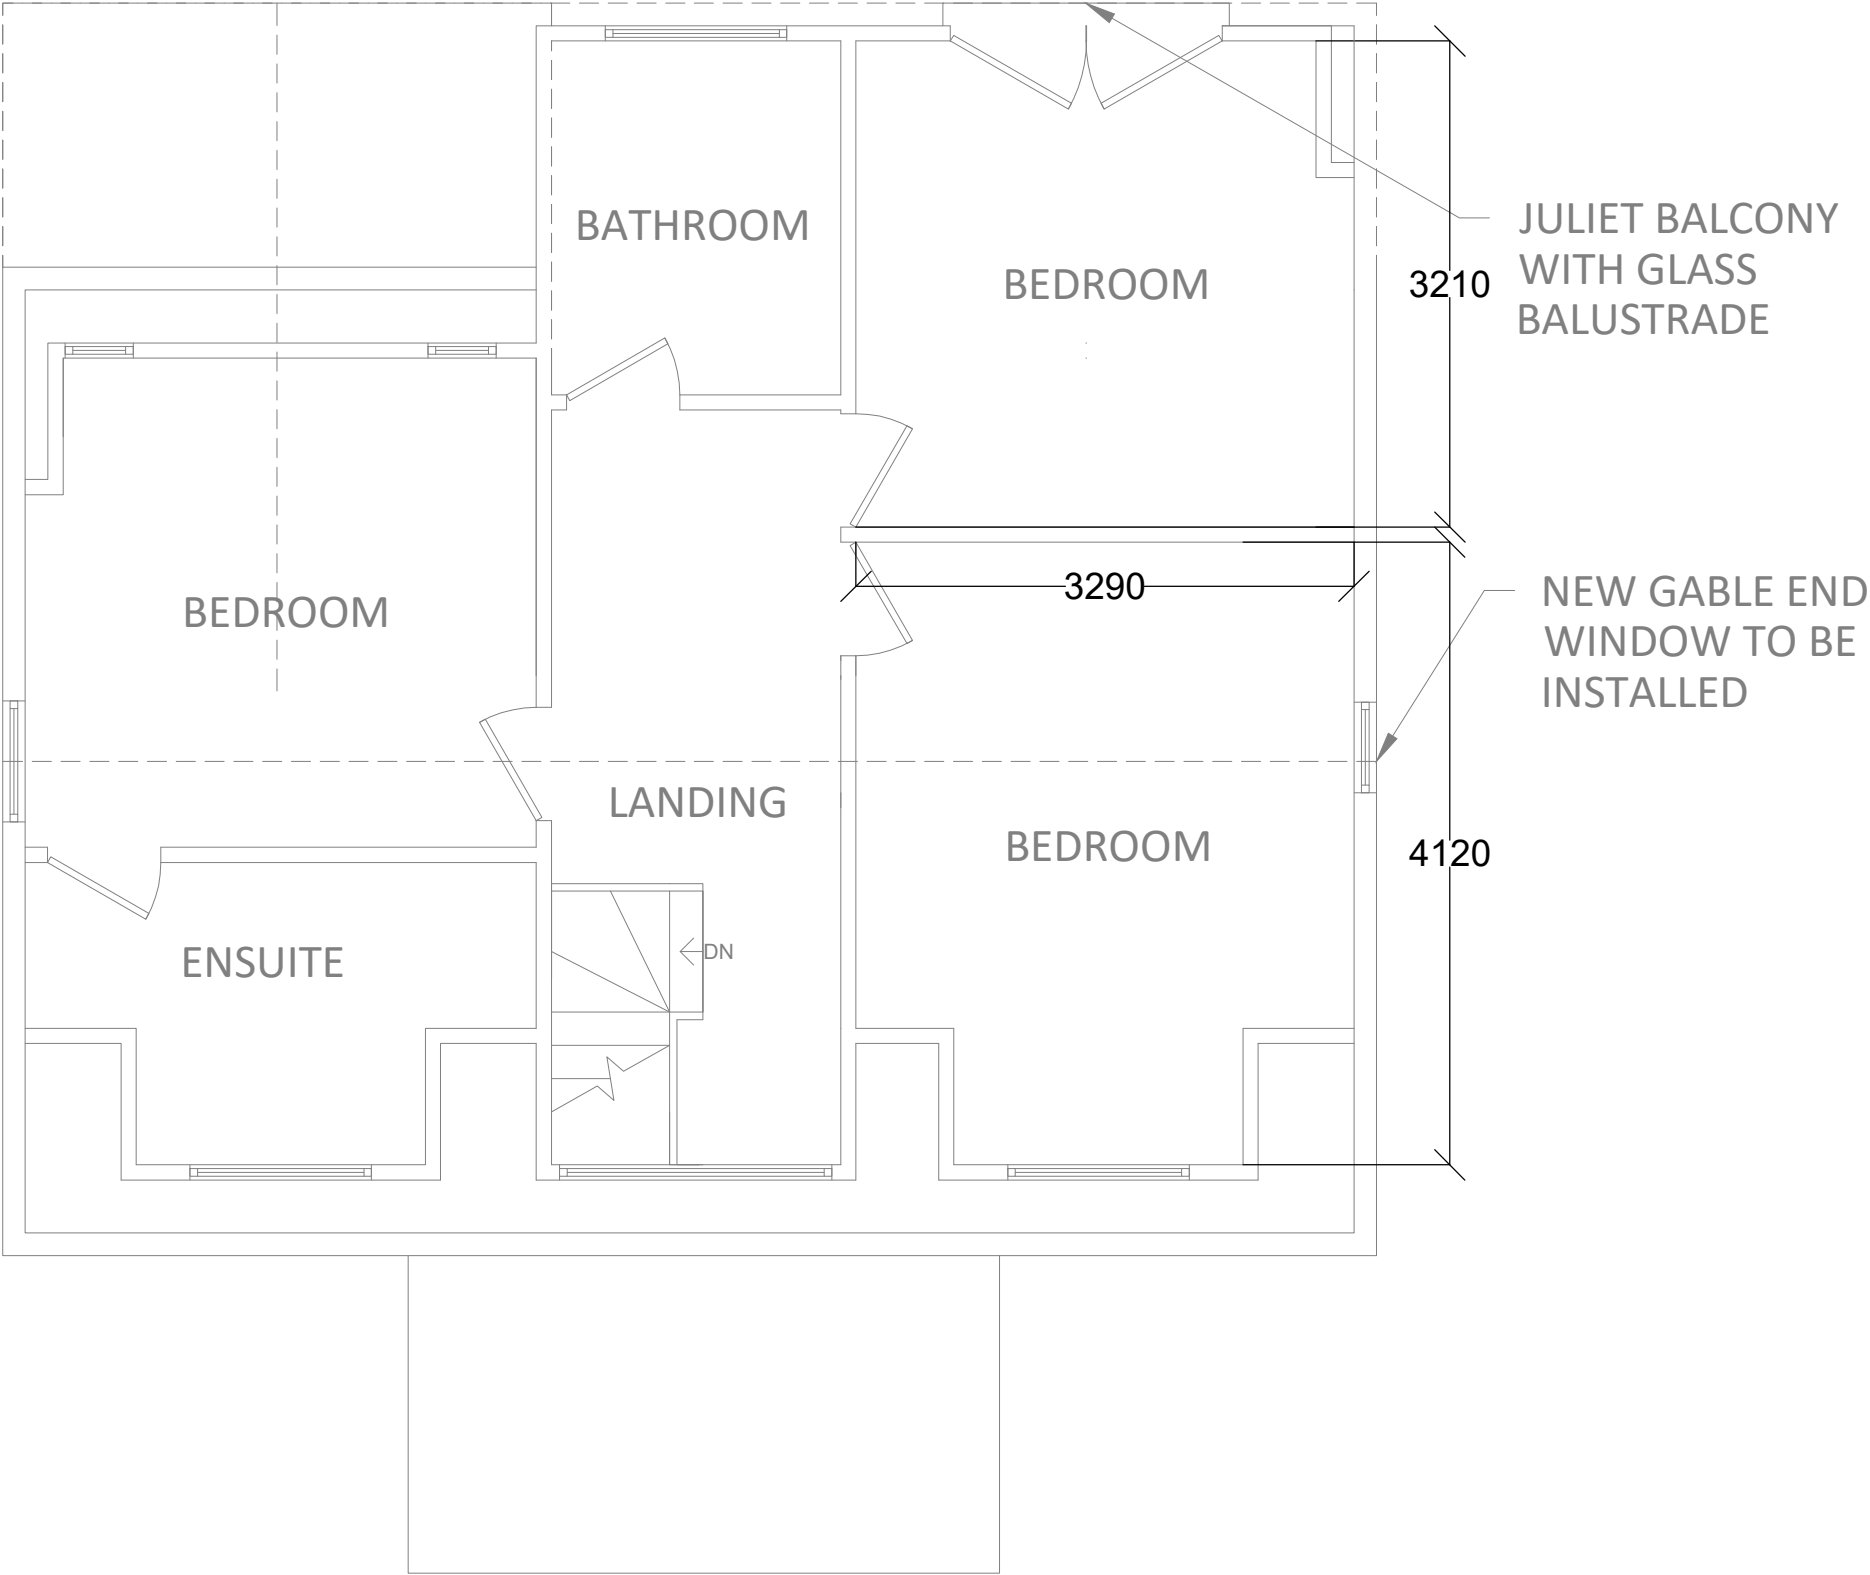 BATHROOM
BEDROOM
JULIET BALCONY
WITH GLASS
BALUSTRADE
3210
BEDROOM
3290
NEW GABLE END
WINDOW TO BE
INSTALLED
LANDING
BEDROOM
4120
ENSUITE
DN